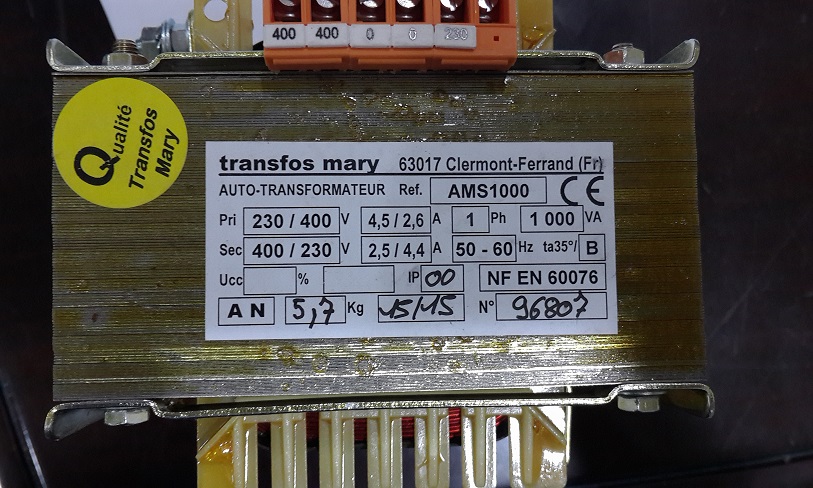 400 400 0 0 230
Qualité
Transfos
Mary
transfos mary 63017 Clermont-Ferrand (Fr)
AUTO-TRANSFORMATEUR Ref. AMS1000 CE
Pri 230 / 400 V 4,5 / 2,6 A 1 Ph 1 000 VA
Sec 400 / 230 V 2,5 / 4,4 A 50 - 60 Hz ta35°/ B
Ucc % IP 00 NF EN 60076
A N 5,7 Kg 15/15 N° 96807